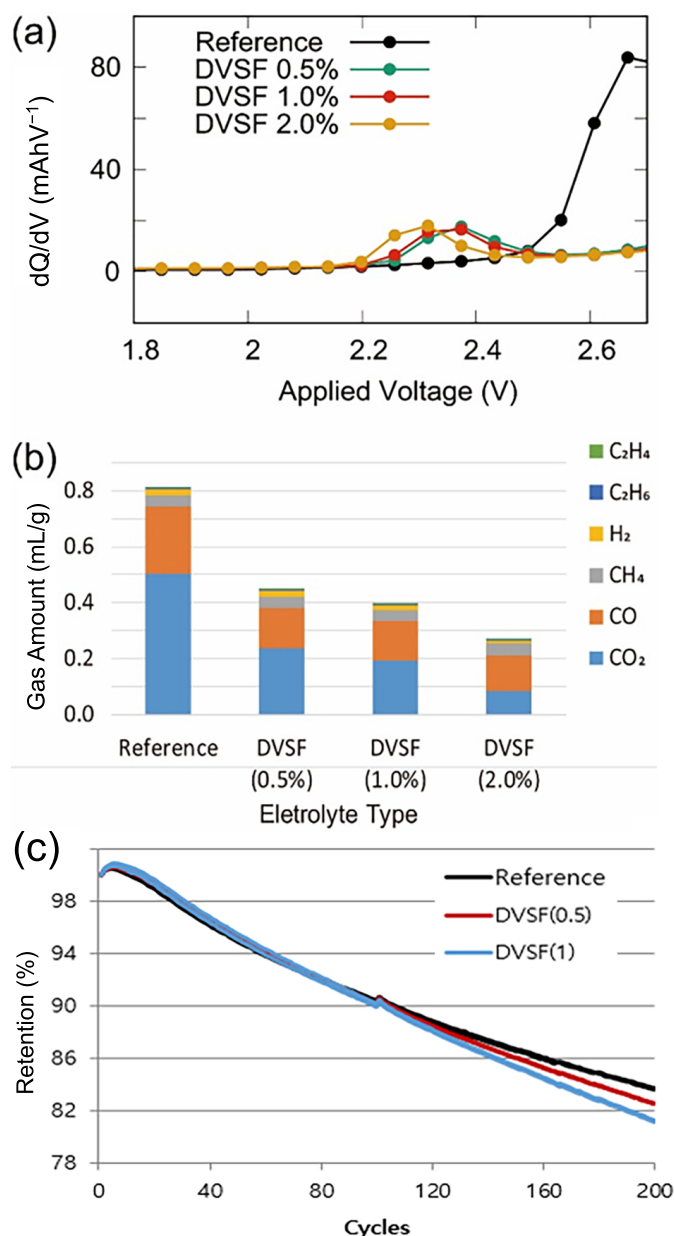 (a)
Reference
DVSF 0.5%
DVSF 1.0%
DVSF 2.0%
80
40
0
dQ/dV (mAhV⁻¹)
1.8 2 2.2 2.4 2.6
Applied Voltage (V)
(b)
0.8
0.6
0.4
0.2
0.0
Gas Amount (mL/g)
C₂H₄
C₂H₆
H₂
CH₄
CO
CO₂
Reference DVSF DVSF DVSF
(0.5%) (1.0%) (2.0%)
Eletrolyte Type
(c)
Reference
DVSF(0.5)
DVSF(1)
98
94
90
86
82
78
Retention (%)
0 40 80 120 160 200
Cycles